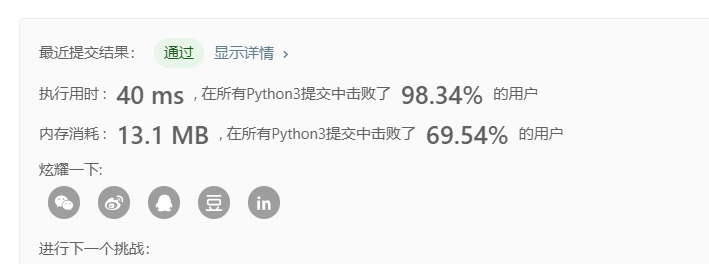 最近提交结果： 通过 显示详情 ›
执行用时： 40 ms ，在所有Python3提交中击败了 98.34% 的用户
内存消耗： 13.1 MB ，在所有Python3提交中击败了 69.54% 的用户
炫耀一下:
豆 in
进行下一个挑战：